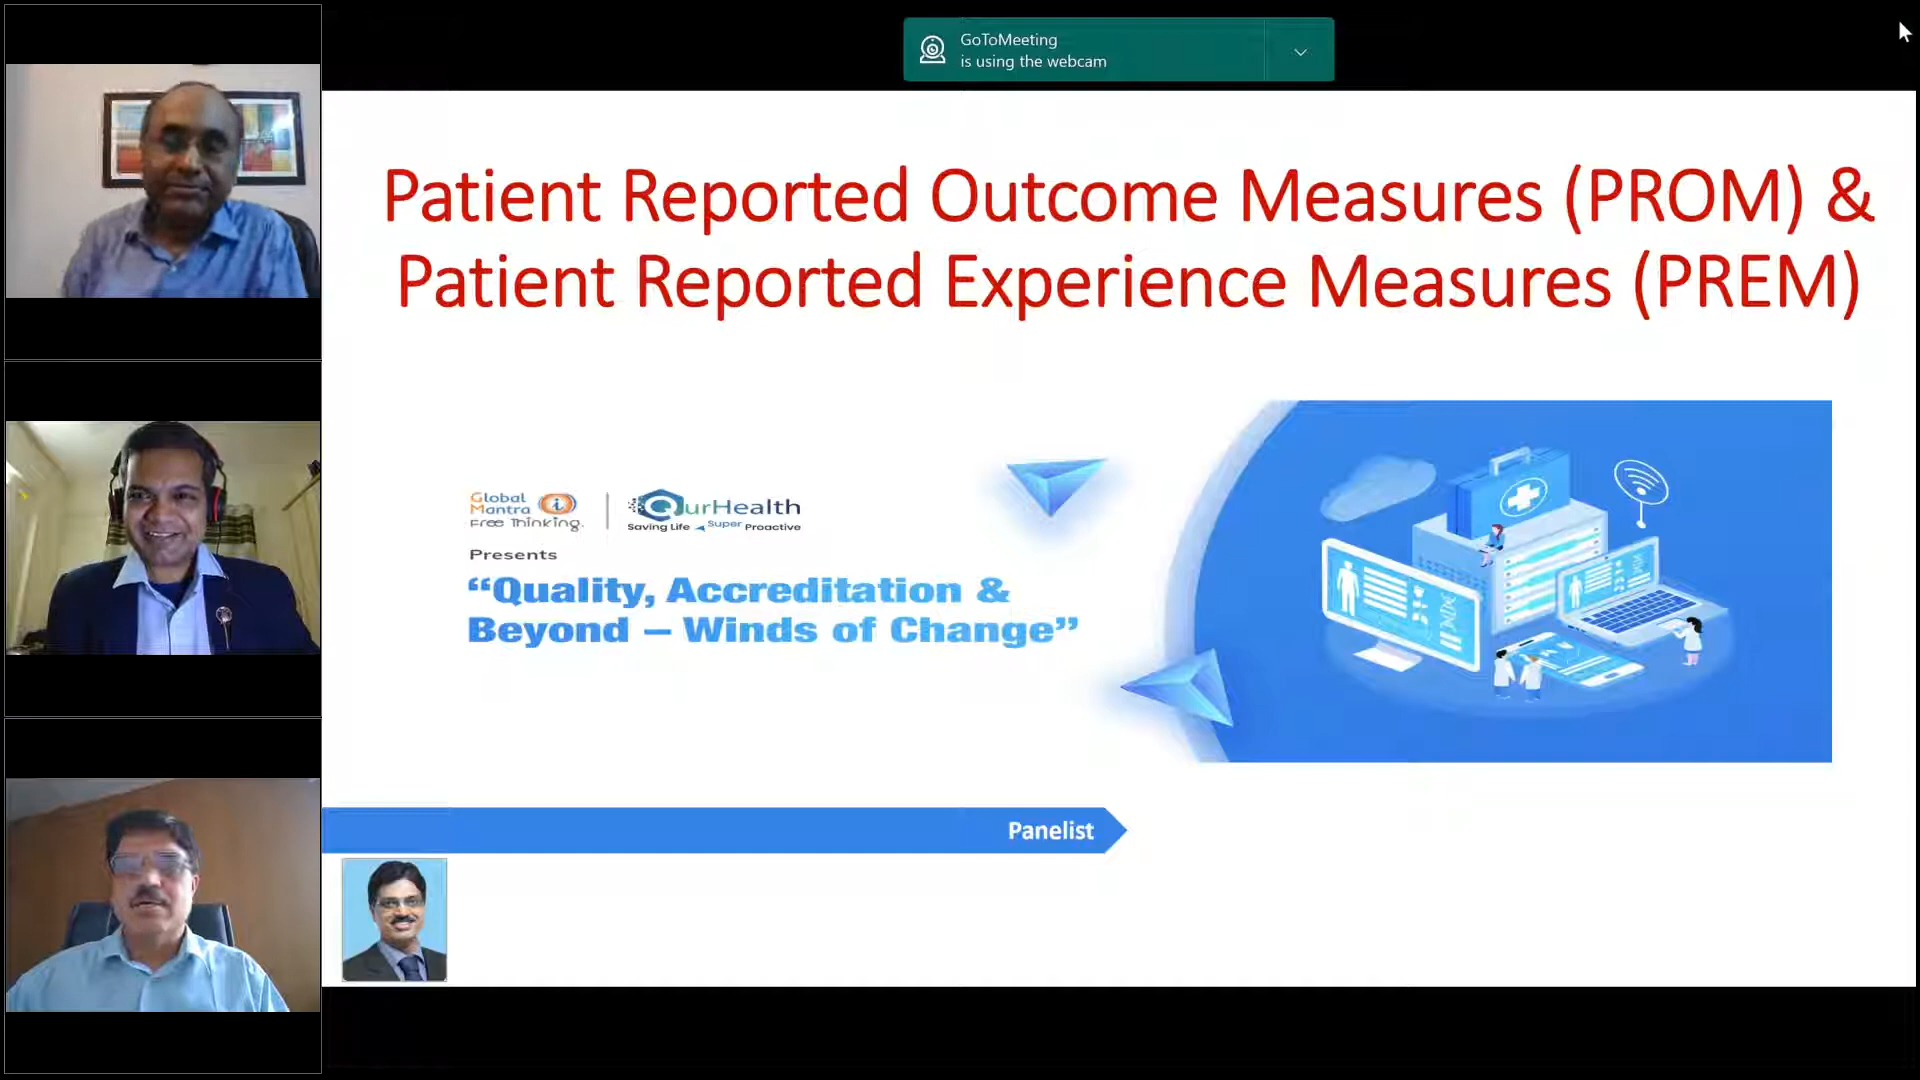 GoToMeeting
is using the webcam
Patient Reported Outcome Measures (PROM) &
Patient Reported Experience Measures (PREM)
Global
Mantra
Free Thinking.
QurHealth
Saving Life Super Proactive
Presents
“Quality, Accreditation &
Beyond – Winds of Change”
Panelist